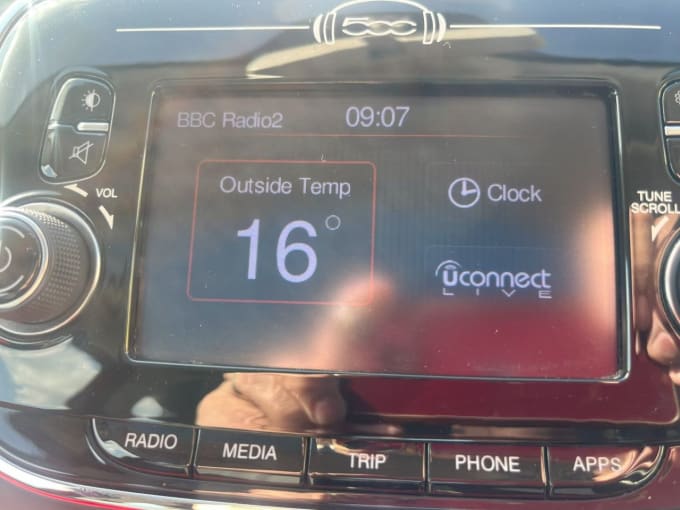 500
BBC Radio2 09:07
Outside Temp
16°
Clock
uconnect
LIVE
VOL
TUNE
SCROLL
RADIO MEDIA TRIP PHONE APPS